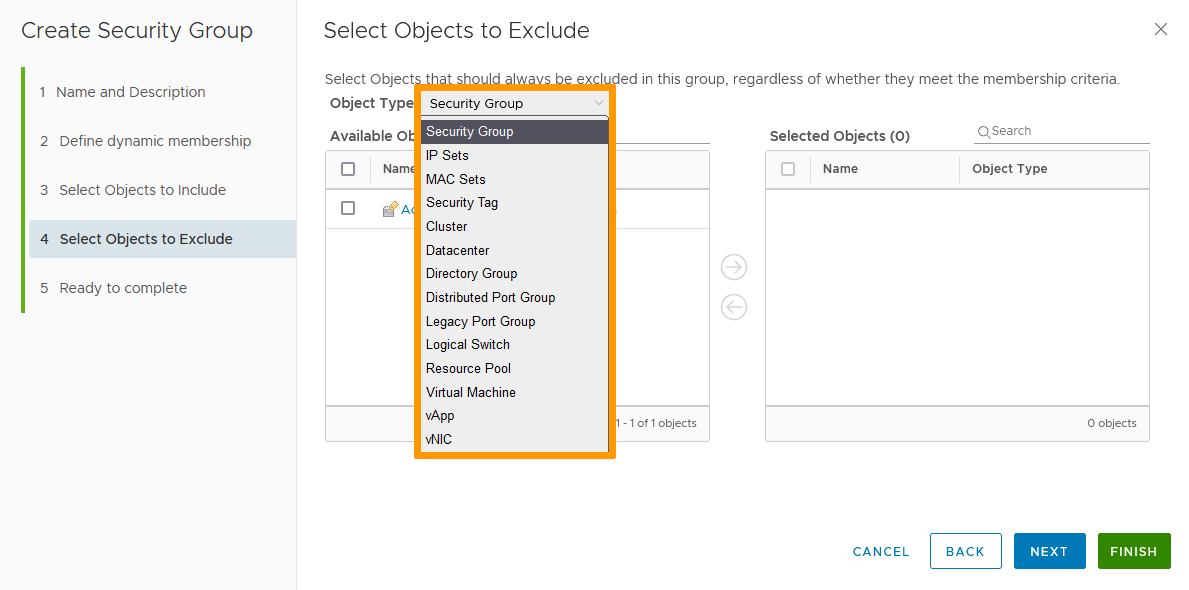 Create Security Group
1 Name and Description
2 Define dynamic membership
3 Select Objects to Include
4 Select Objects to Exclude
5 Ready to complete
Select Objects to Exclude
Select Objects that should always be excluded in this group, regardless of whether they meet the membership criteria.
Object Type
Security Group
Security Group
IP Sets
MAC Sets
Security Tag
Cluster
Datacenter
Directory Group
Distributed Port Group
Legacy Port Group
Logical Switch
Resource Pool
Virtual Machine
vApp
vNIC
Available
Name
1 - 1 of 1 objects
Selected Objects (0)
Search
Name Object Type
0 objects
CANCEL BACK NEXT FINISH